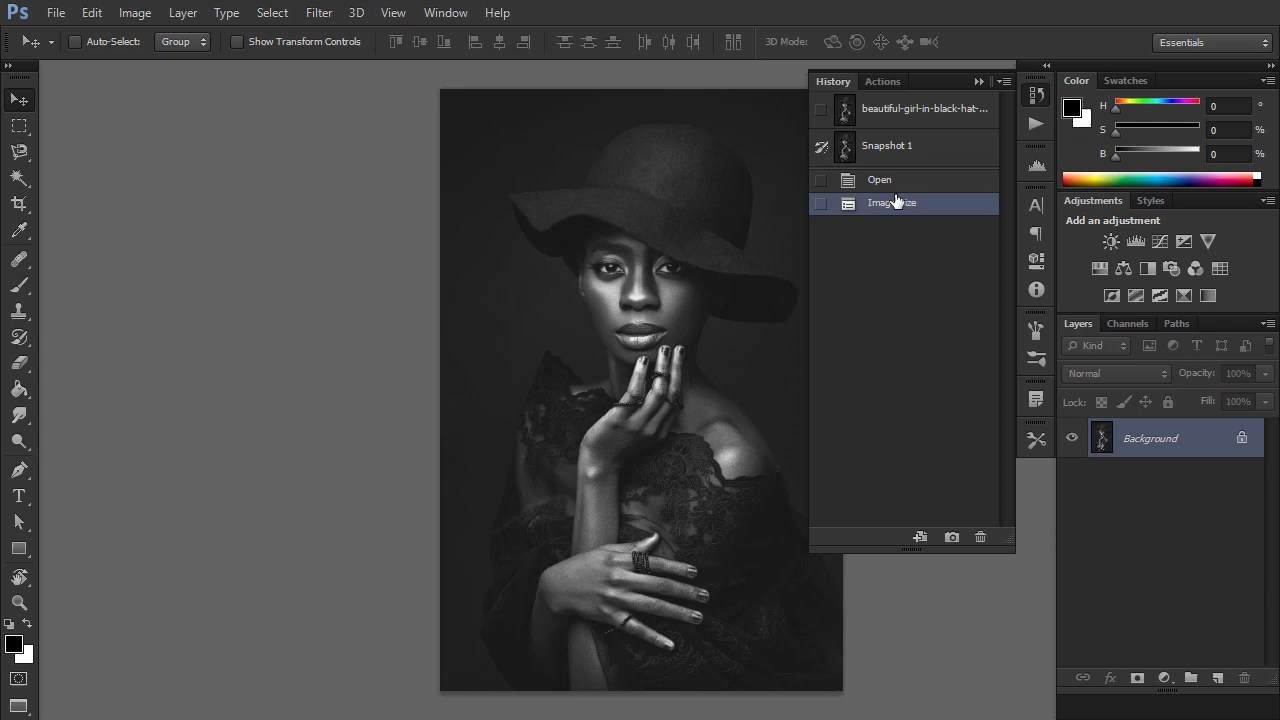 Ps File Edit Image Layer Type Select Filter 3D View Window Help
Auto-Select: Group Show Transform Controls 3D Mode: Essentials
History Actions
beautiful-girl-in-black-hat-...
Snapshot 1
Open
Image Size
Color Swatches
H 0 °
S 0 %
B 0 %
Adjustments Styles
Add an adjustment
Layers Channels Paths
Kind
Normal Opacity: 100%
Lock: Fill: 100%
Background